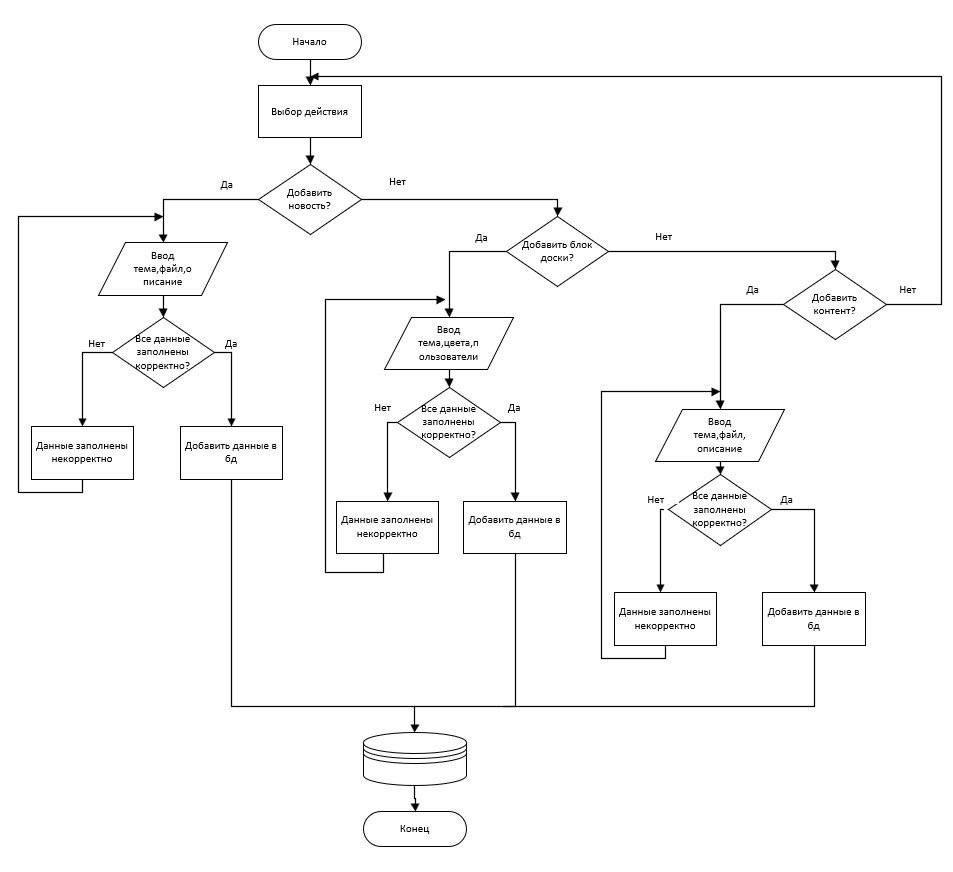 Начало
Выбор действия
Добавить
новость?
Да
Нет
Ввод
тема,файл,о
писание
Все данные
заполнены
корректно?
Нет
Да
Данные заполнены
некорректно
Добавить данные в
бд
Добавить блок
доски?
Да
Нет
Ввод
тема,цвета,п
ользователи
Все данные
заполнены
корректно?
Нет
Да
Данные заполнены
некорректно
Добавить данные в
бд
Добавить
контент?
Да
Нет
Ввод
тема,файл,
описание
Все данные
заполнены
корректно?
Нет
Да
Данные заполнены
некорректно
Добавить данные в
бд
Конец